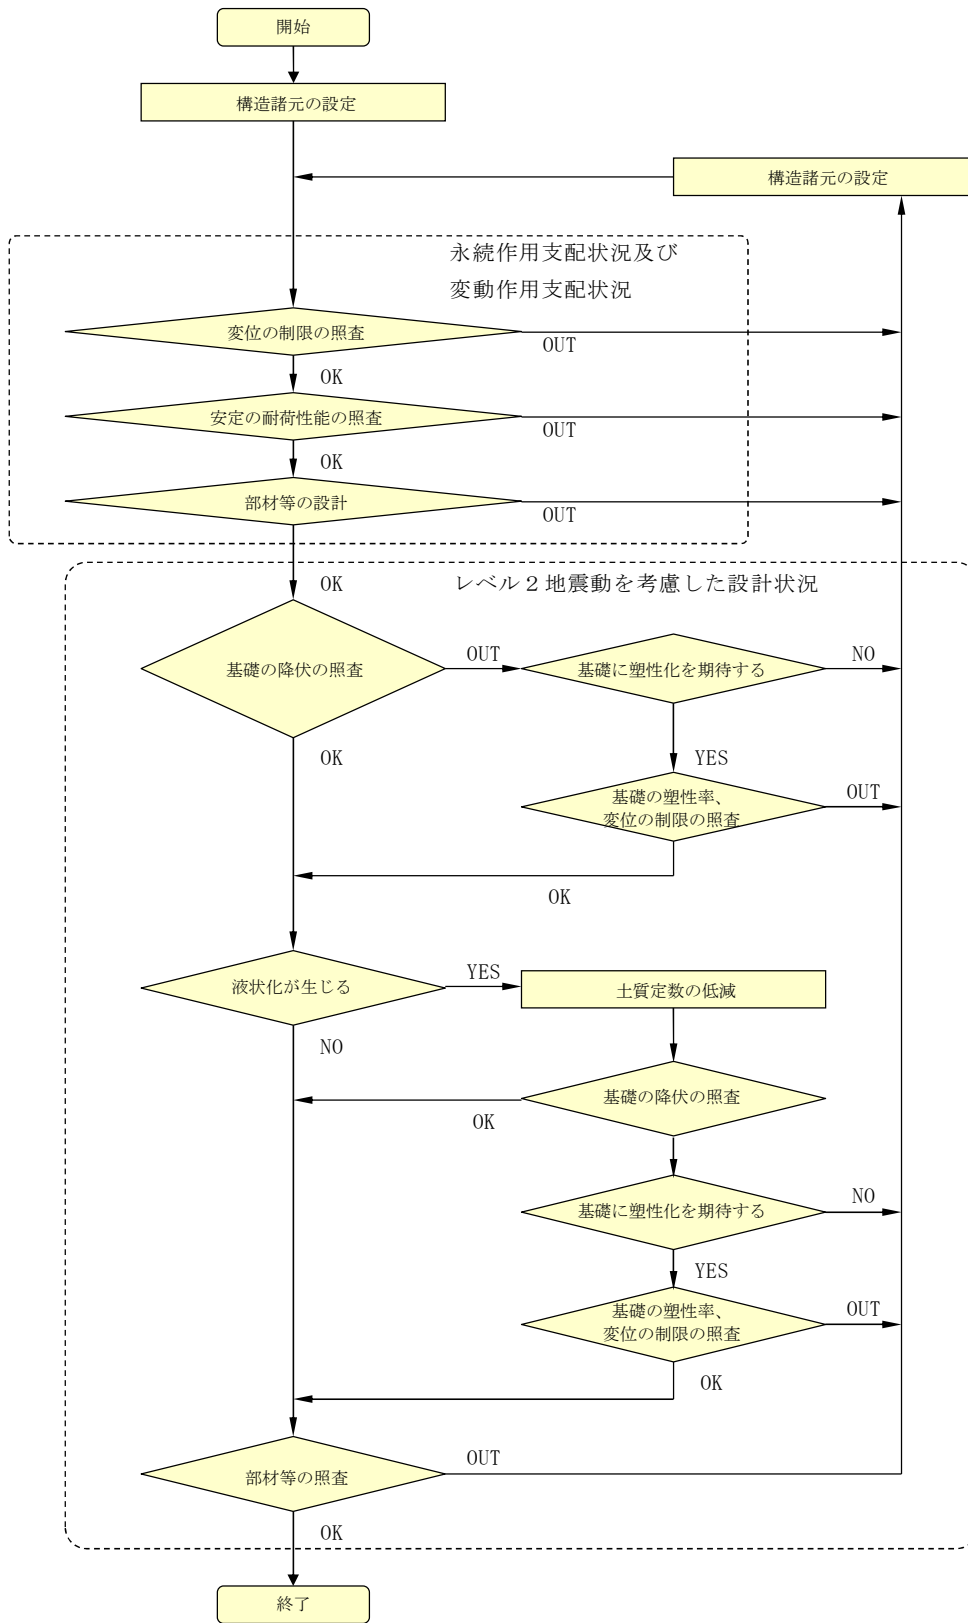 開始
構造諸元の設定
構造諸元の設定
永続作用支配状況及び
変動作用支配状況
変位の制限の照査
OUT
OK
安定の耐荷性能の照査
OUT
OK
部材等の設計
OUT
OK
レベル２地震動を考慮した設計状況
基礎の降伏の照査
OUT
基礎に塑性化を期待する
NO
OK
YES
基礎の塑性率、
変位の制限の照査
OUT
OK
液状化が生じる
YES
土質定数の低減
NO
基礎の降伏の照査
OK
基礎に塑性化を期待する
NO
YES
基礎の塑性率、
変位の制限の照査
OUT
OK
部材等の照査
OUT
OK
終了